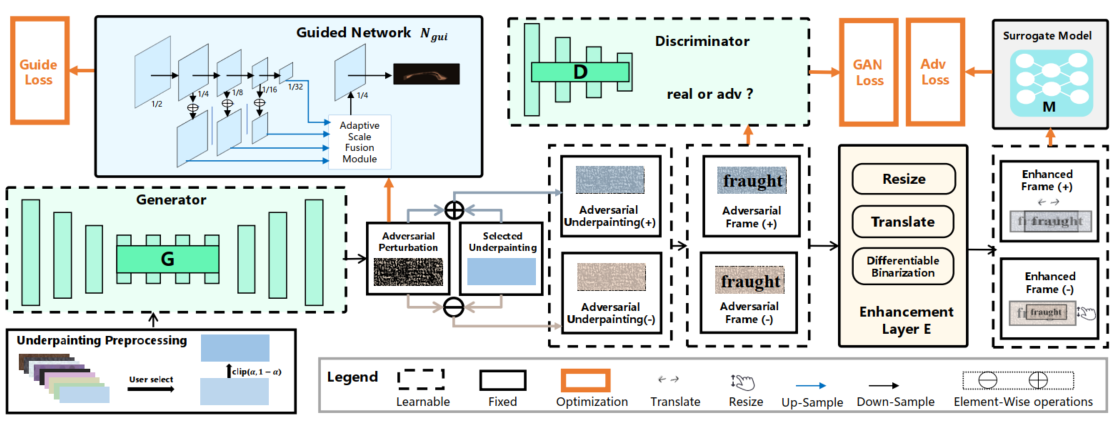 Guide
Loss
Guided Network N_gui
1/2
1/4
1/8
1/16
1/32
1/4
Adaptive
Scale
Fusion
Module
Discriminator
D
real or adv ?
GAN
Loss
Adv
Loss
Surrogate Model
M
Generator
G
Adversarial
Perturbation
Selected
Underpainting
Adversarial
Underpainting(+)
Adversarial
Underpainting(-)
fraught
Adversarial
Frame (+)
fraught
Adversarial
Frame (-)
Resize
Translate
Differentiable
Binarization
Enhancement
Layer E
Enhanced
Frame (+)
fraught
Enhanced
Frame (-)
fraught
Underpainting Preprocessing
User select
clip(α, 1 − α)
Legend
Learnable
Fixed
Optimization
Translate
Resize
Up-Sample
Down-Sample
Element-Wise operations